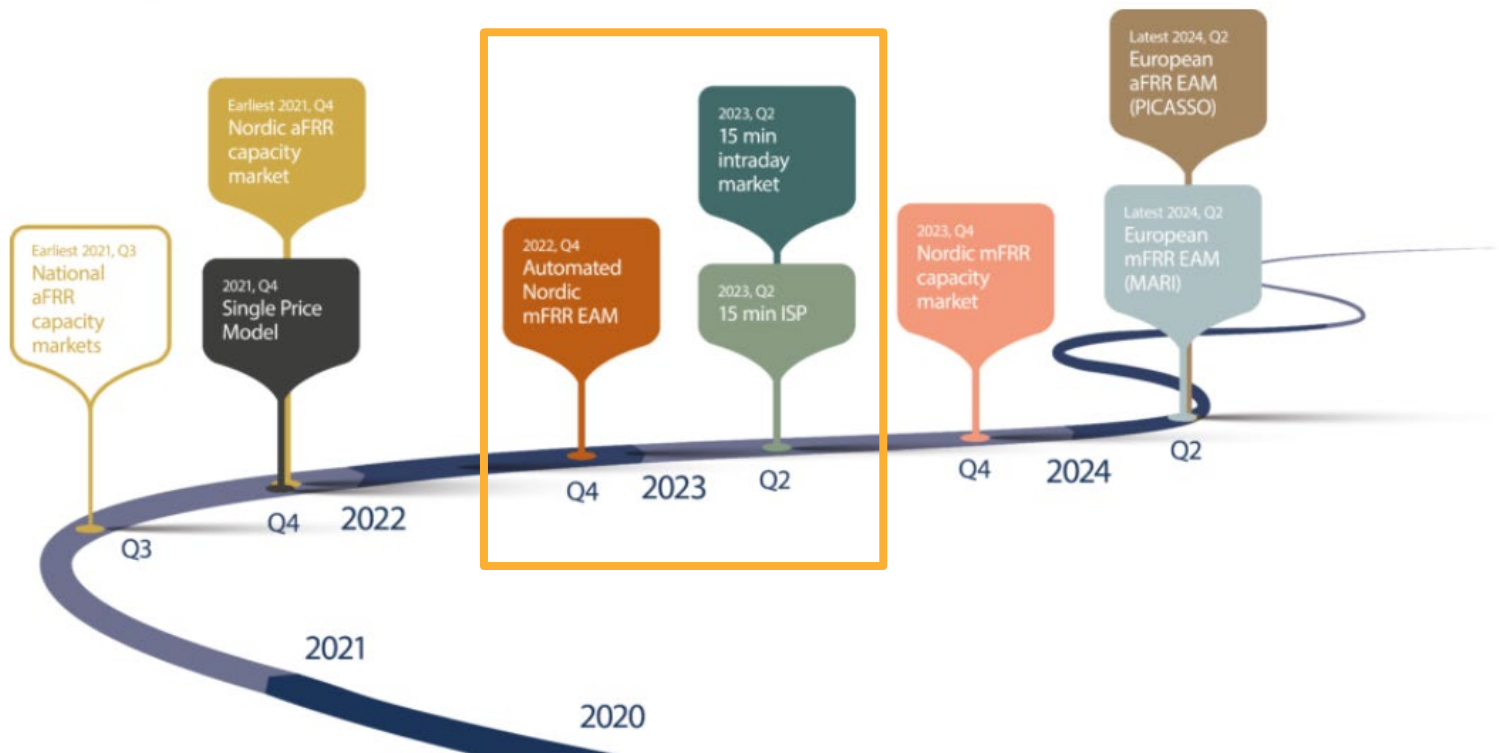 Earliest 2021, Q3
National
aFRR
capacity
markets
Earliest 2021, Q4
Nordic aFRR
capacity
market
2021, Q4
Single Price
Model
2022, Q4
Automated
Nordic
mFRR EAM
2023, Q2
15 min
intraday
market
2023, Q2
15 min ISP
2023, Q4
Nordic mFRR
capacity
market
Latest 2024, Q2
European
aFRR EAM
(PICASSO)
Latest 2024, Q2
European
mFRR EAM
(MARI)
Q3
Q4
2022
Q4
2023
Q2
Q4
2024
Q2
2021
2020